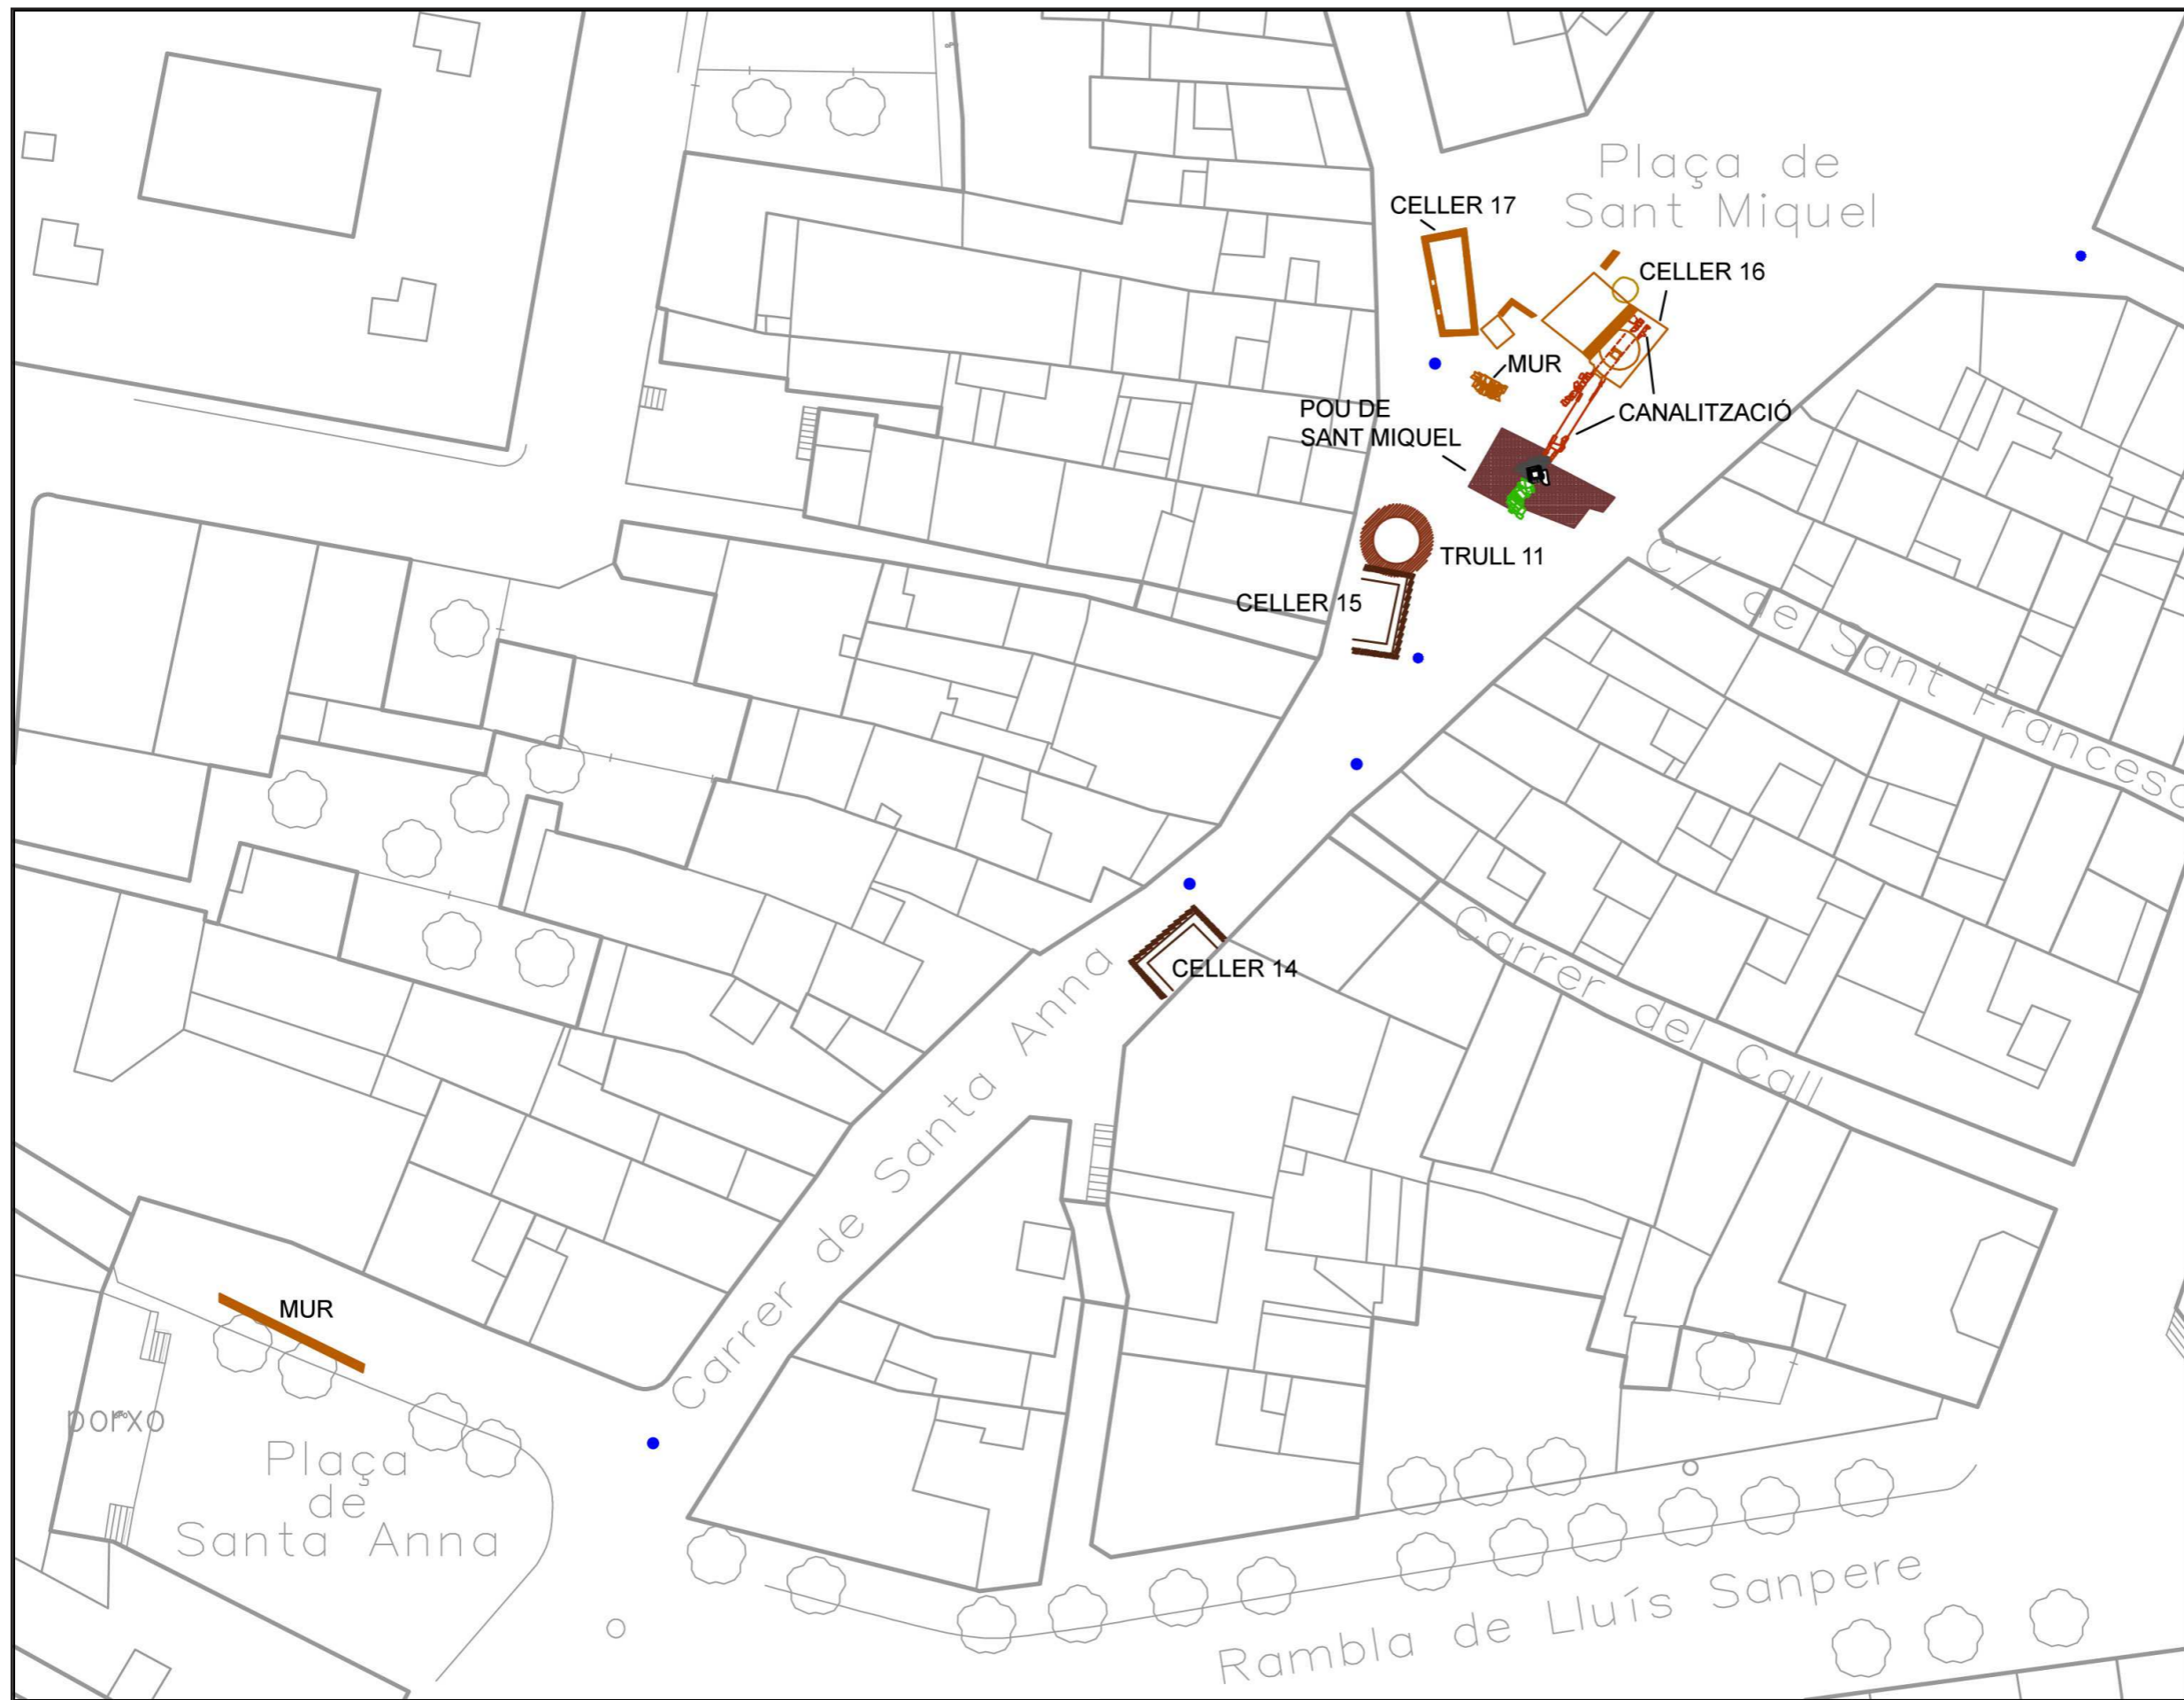 Plaça de
Sant Miquel
CELLER 17
CELLER 16
MUR
POU DE
SANT MIQUEL
CANALITZACIÓ
TRULL 11
CELLER 15
C/ de Sant Francesc
CELLER 14
Carrer del Call
Carrer de Santa Anna
MUR
porxo
Plaça
de
Santa Anna
Rambla de Lluís Sanpere